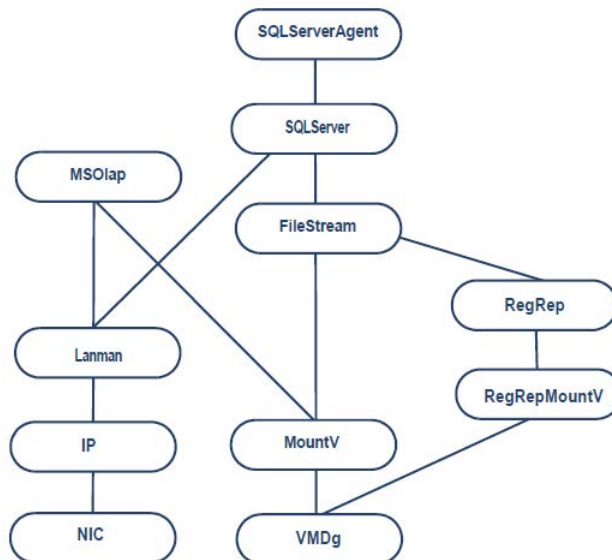 SQLServerAgent
SQLServer
MSOlap
FileStream
RegRep
Lanman
RegRepMountV
IP
MountV
NIC
VMDg